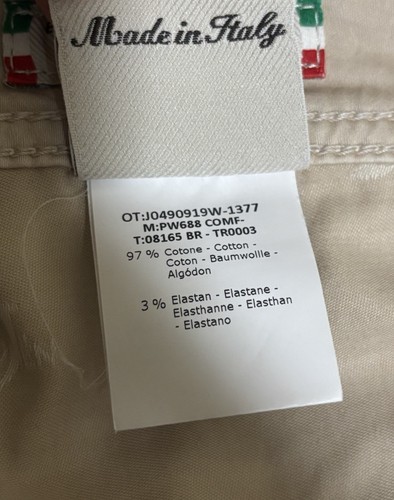 Made in Italy
OT:J0490919W-1377
M:PW688 COMF-
T:08165 BR - TR0003
97 % Cotone - Cotton -
Coton - Baumwollle -
Algódon
3 % Elastan - Elastane -
Elasthanne - Elasthan
- Elastano